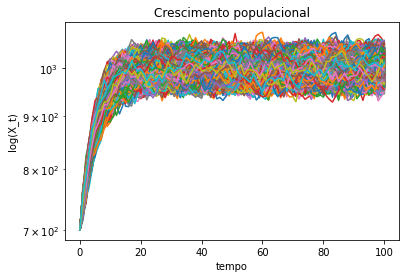 Crescimento populacional
10³
9 × 10²
8 × 10²
7 × 10²
log(X_t)
0 20 40 60 80 100
tempo